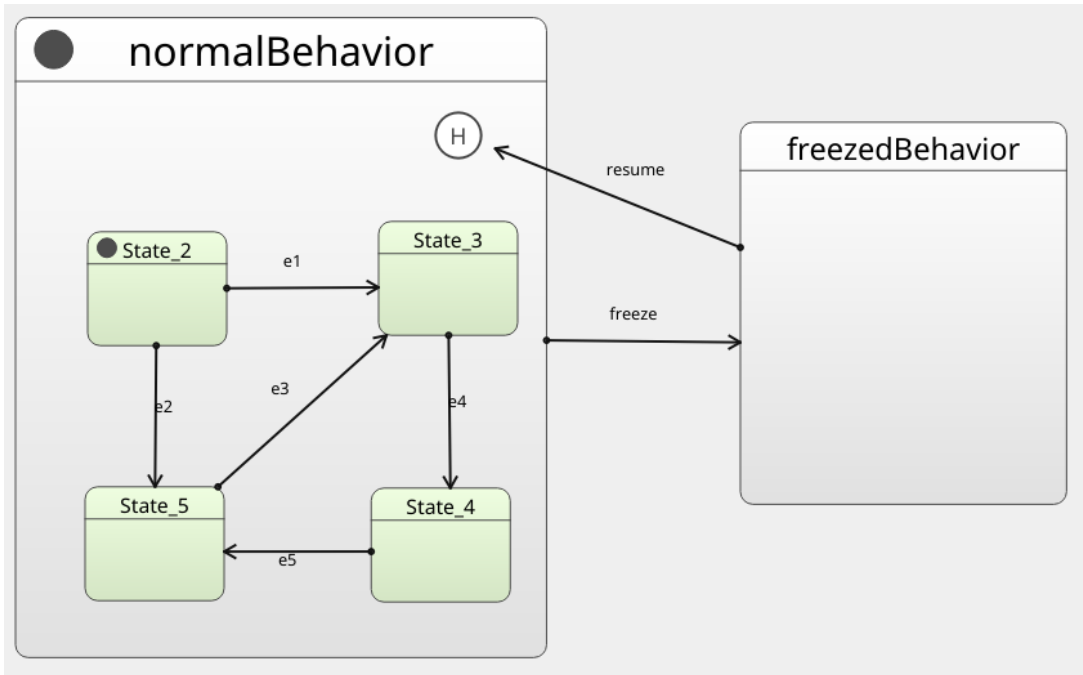 normalBehavior
H
freezedBehavior
resume
State_2
State_3
e1
freeze
e3
e2
e4
State_5
State_4
e5